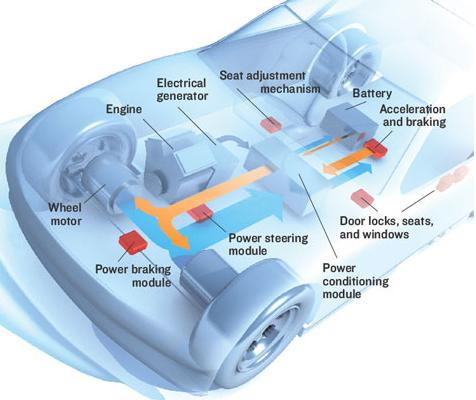 Seat adjustment
mechanism
Electrical
generator
Battery
Engine
Acceleration
and braking
Wheel
motor
Door locks, seats,
and windows
Power steering
module
Power braking
module
Power
conditioning
module